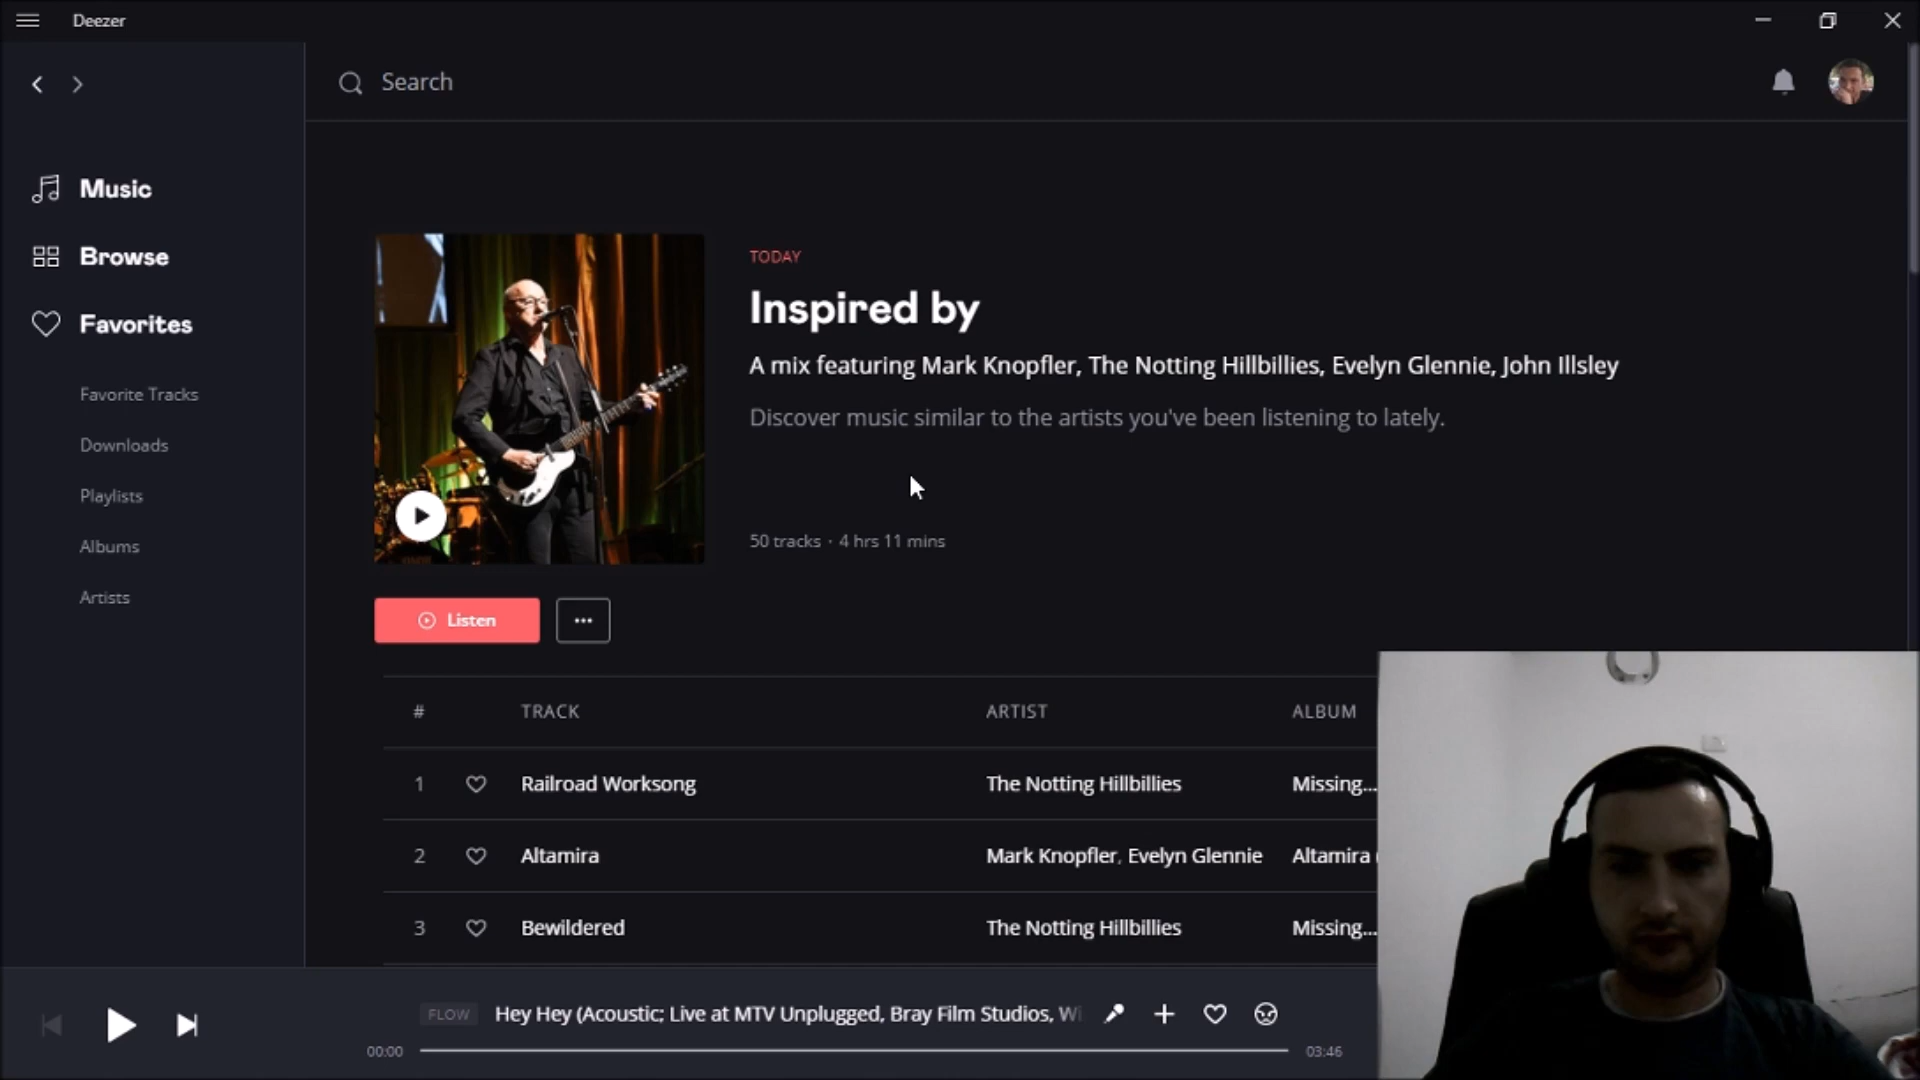 Deezer
Search
Music
Browse
Favorites
Favorite Tracks
Downloads
Playlists
Albums
Artists
TODAY
Inspired by
A mix featuring Mark Knopfler, The Notting Hillbillies, Evelyn Glennie, John Illsley
Discover music similar to the artists you've been listening to lately.
50 tracks · 4 hrs 11 mins
Listen
# TRACK ARTIST ALBUM
1 Railroad Worksong The Notting Hillbillies Missing...
2 Altamira Mark Knopfler, Evelyn Glennie Altamira
3 Bewildered The Notting Hillbillies Missing...
FLOW Hey Hey (Acoustic; Live at MTV Unplugged, Bray Film Studios, Wi
00:00 03:46